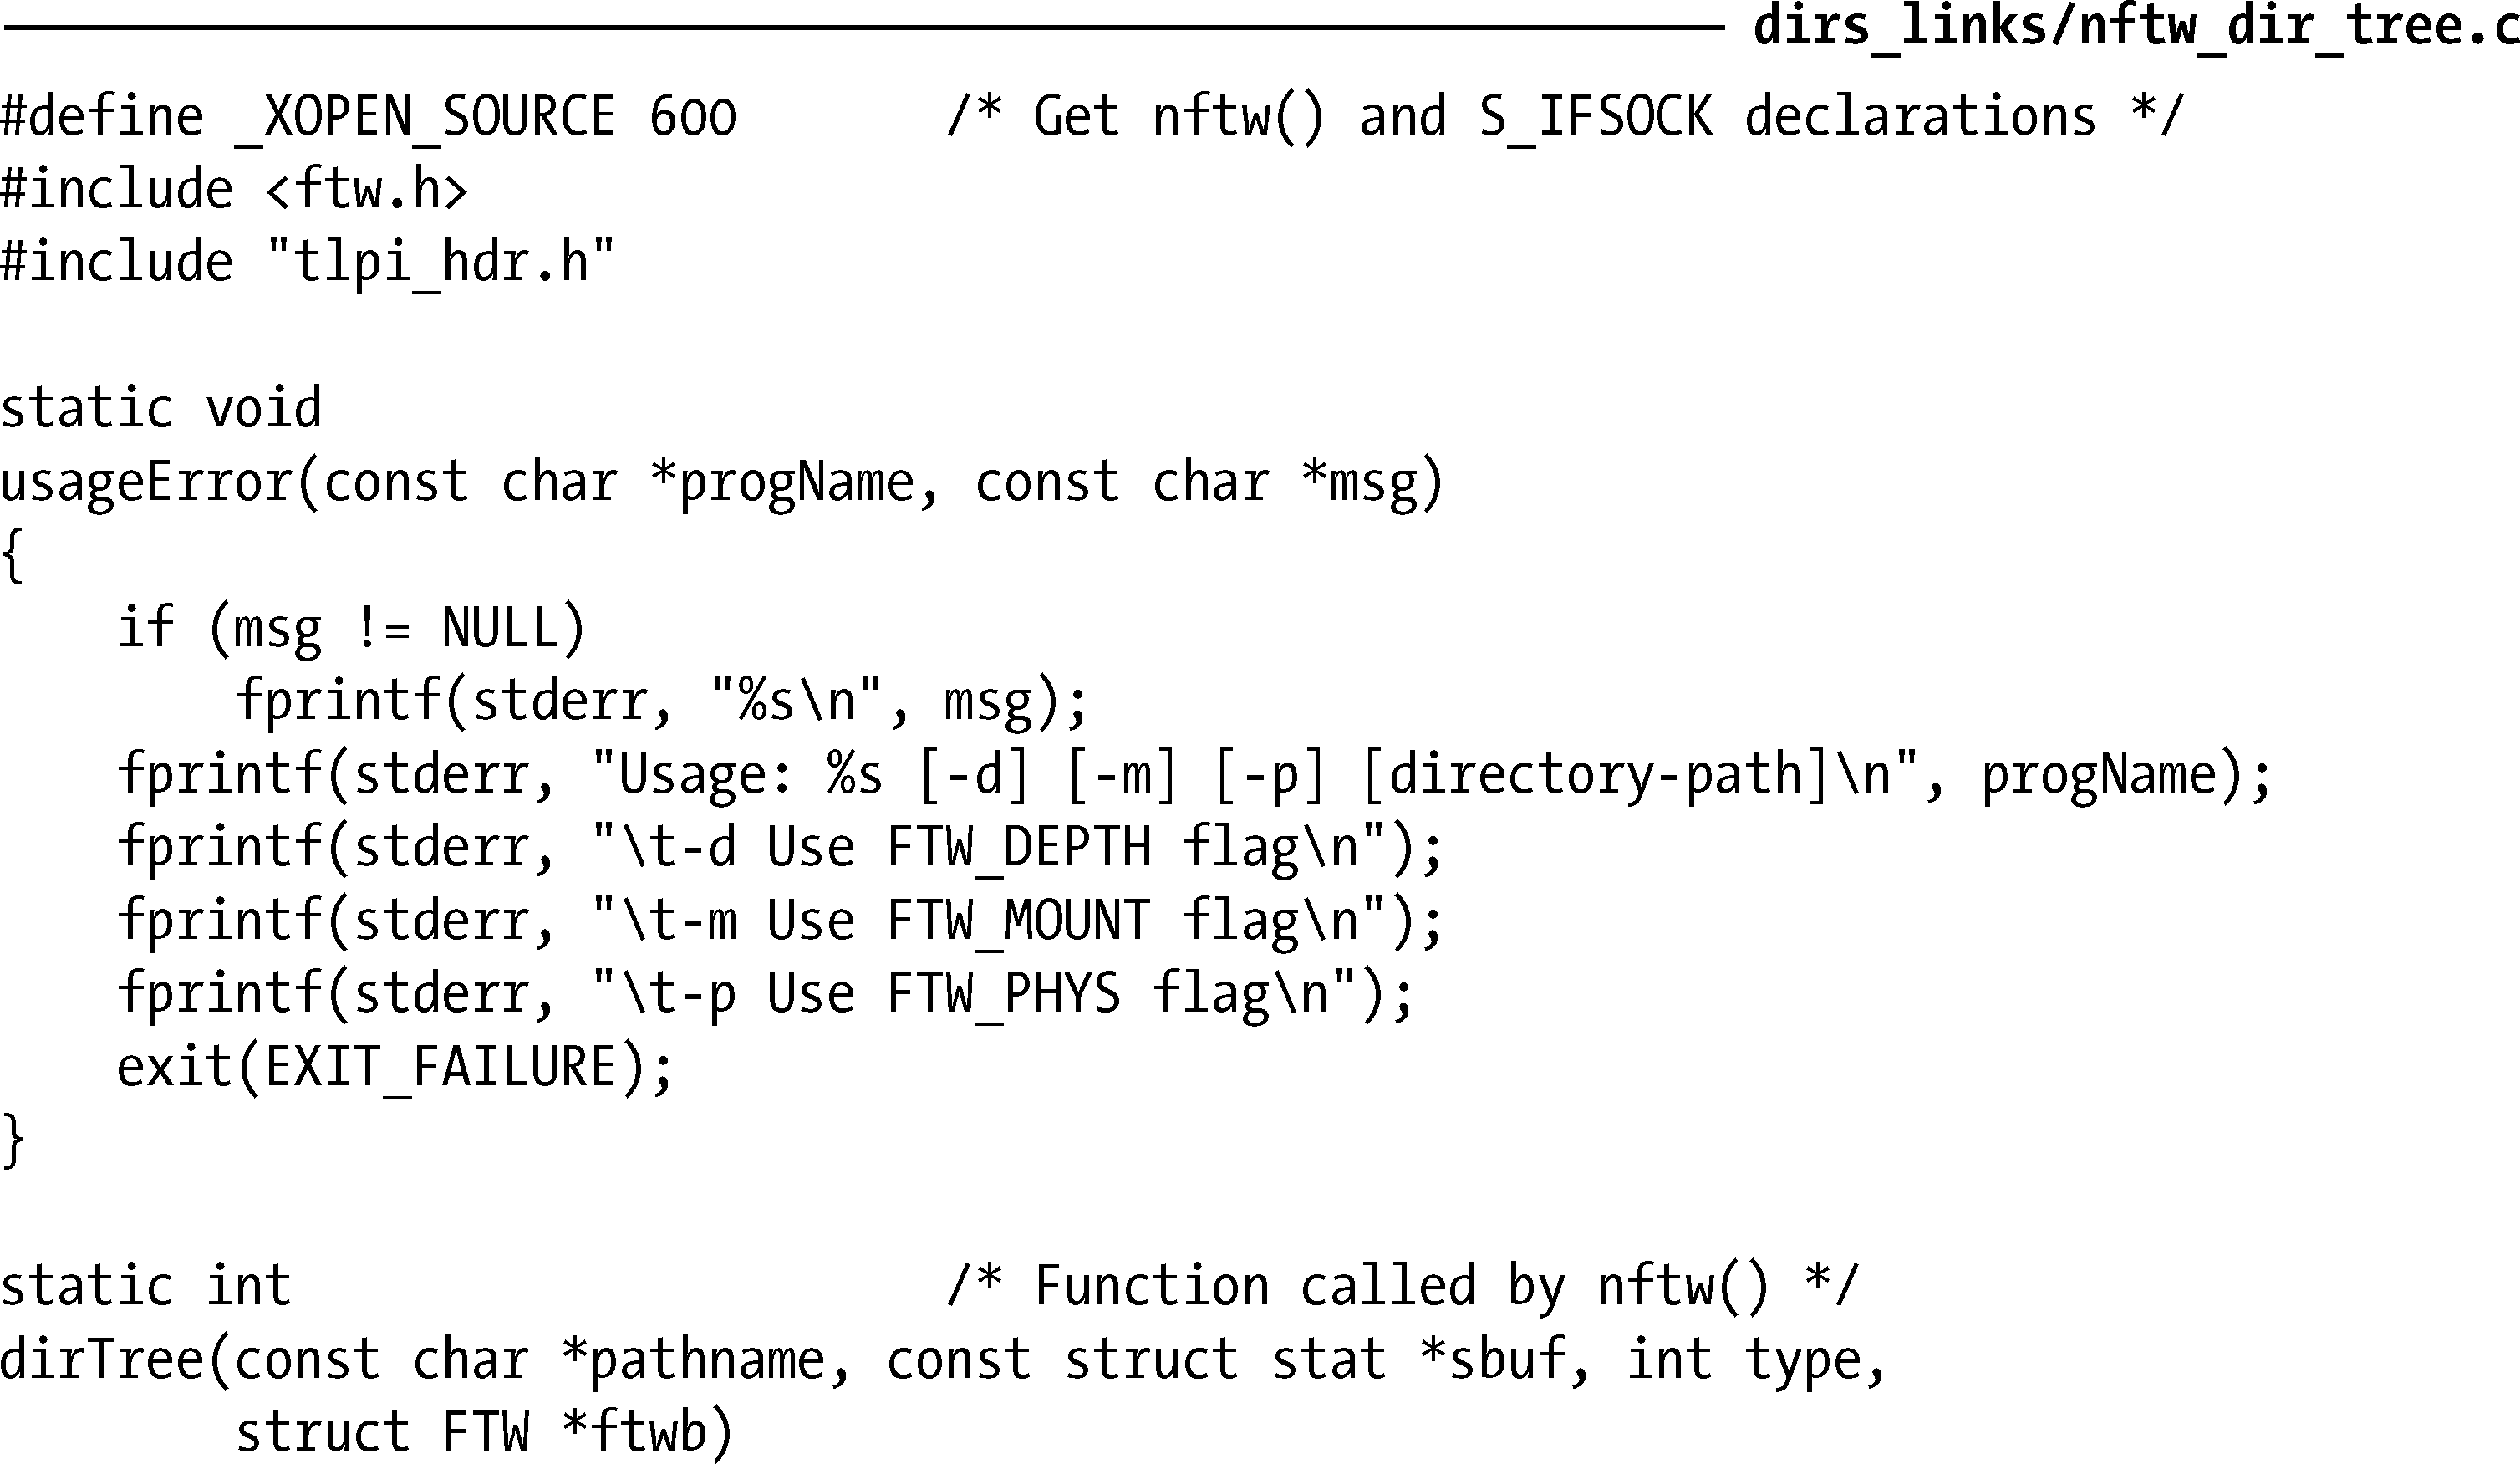 dirs_links/nftw_dir_tree.c
#define _XOPEN_SOURCE 600       /* Get nftw() and S_IFSOCK declarations */
#include <ftw.h>
#include "tlpi_hdr.h"
static void
usageError(const char *progName, const char *msg)
{
    if (msg != NULL)
        fprintf(stderr, "%s\n", msg);
    fprintf(stderr, "Usage: %s [-d] [-m] [-p] [directory-path]\n", progName);
    fprintf(stderr, "\t-d Use FTW_DEPTH flag\n");
    fprintf(stderr, "\t-m Use FTW_MOUNT flag\n");
    fprintf(stderr, "\t-p Use FTW_PHYS flag\n");
    exit(EXIT_FAILURE);
}
static int                      /* Function called by nftw() */
dirTree(const char *pathname, const struct stat *sbuf, int type,
        struct FTW *ftwb)